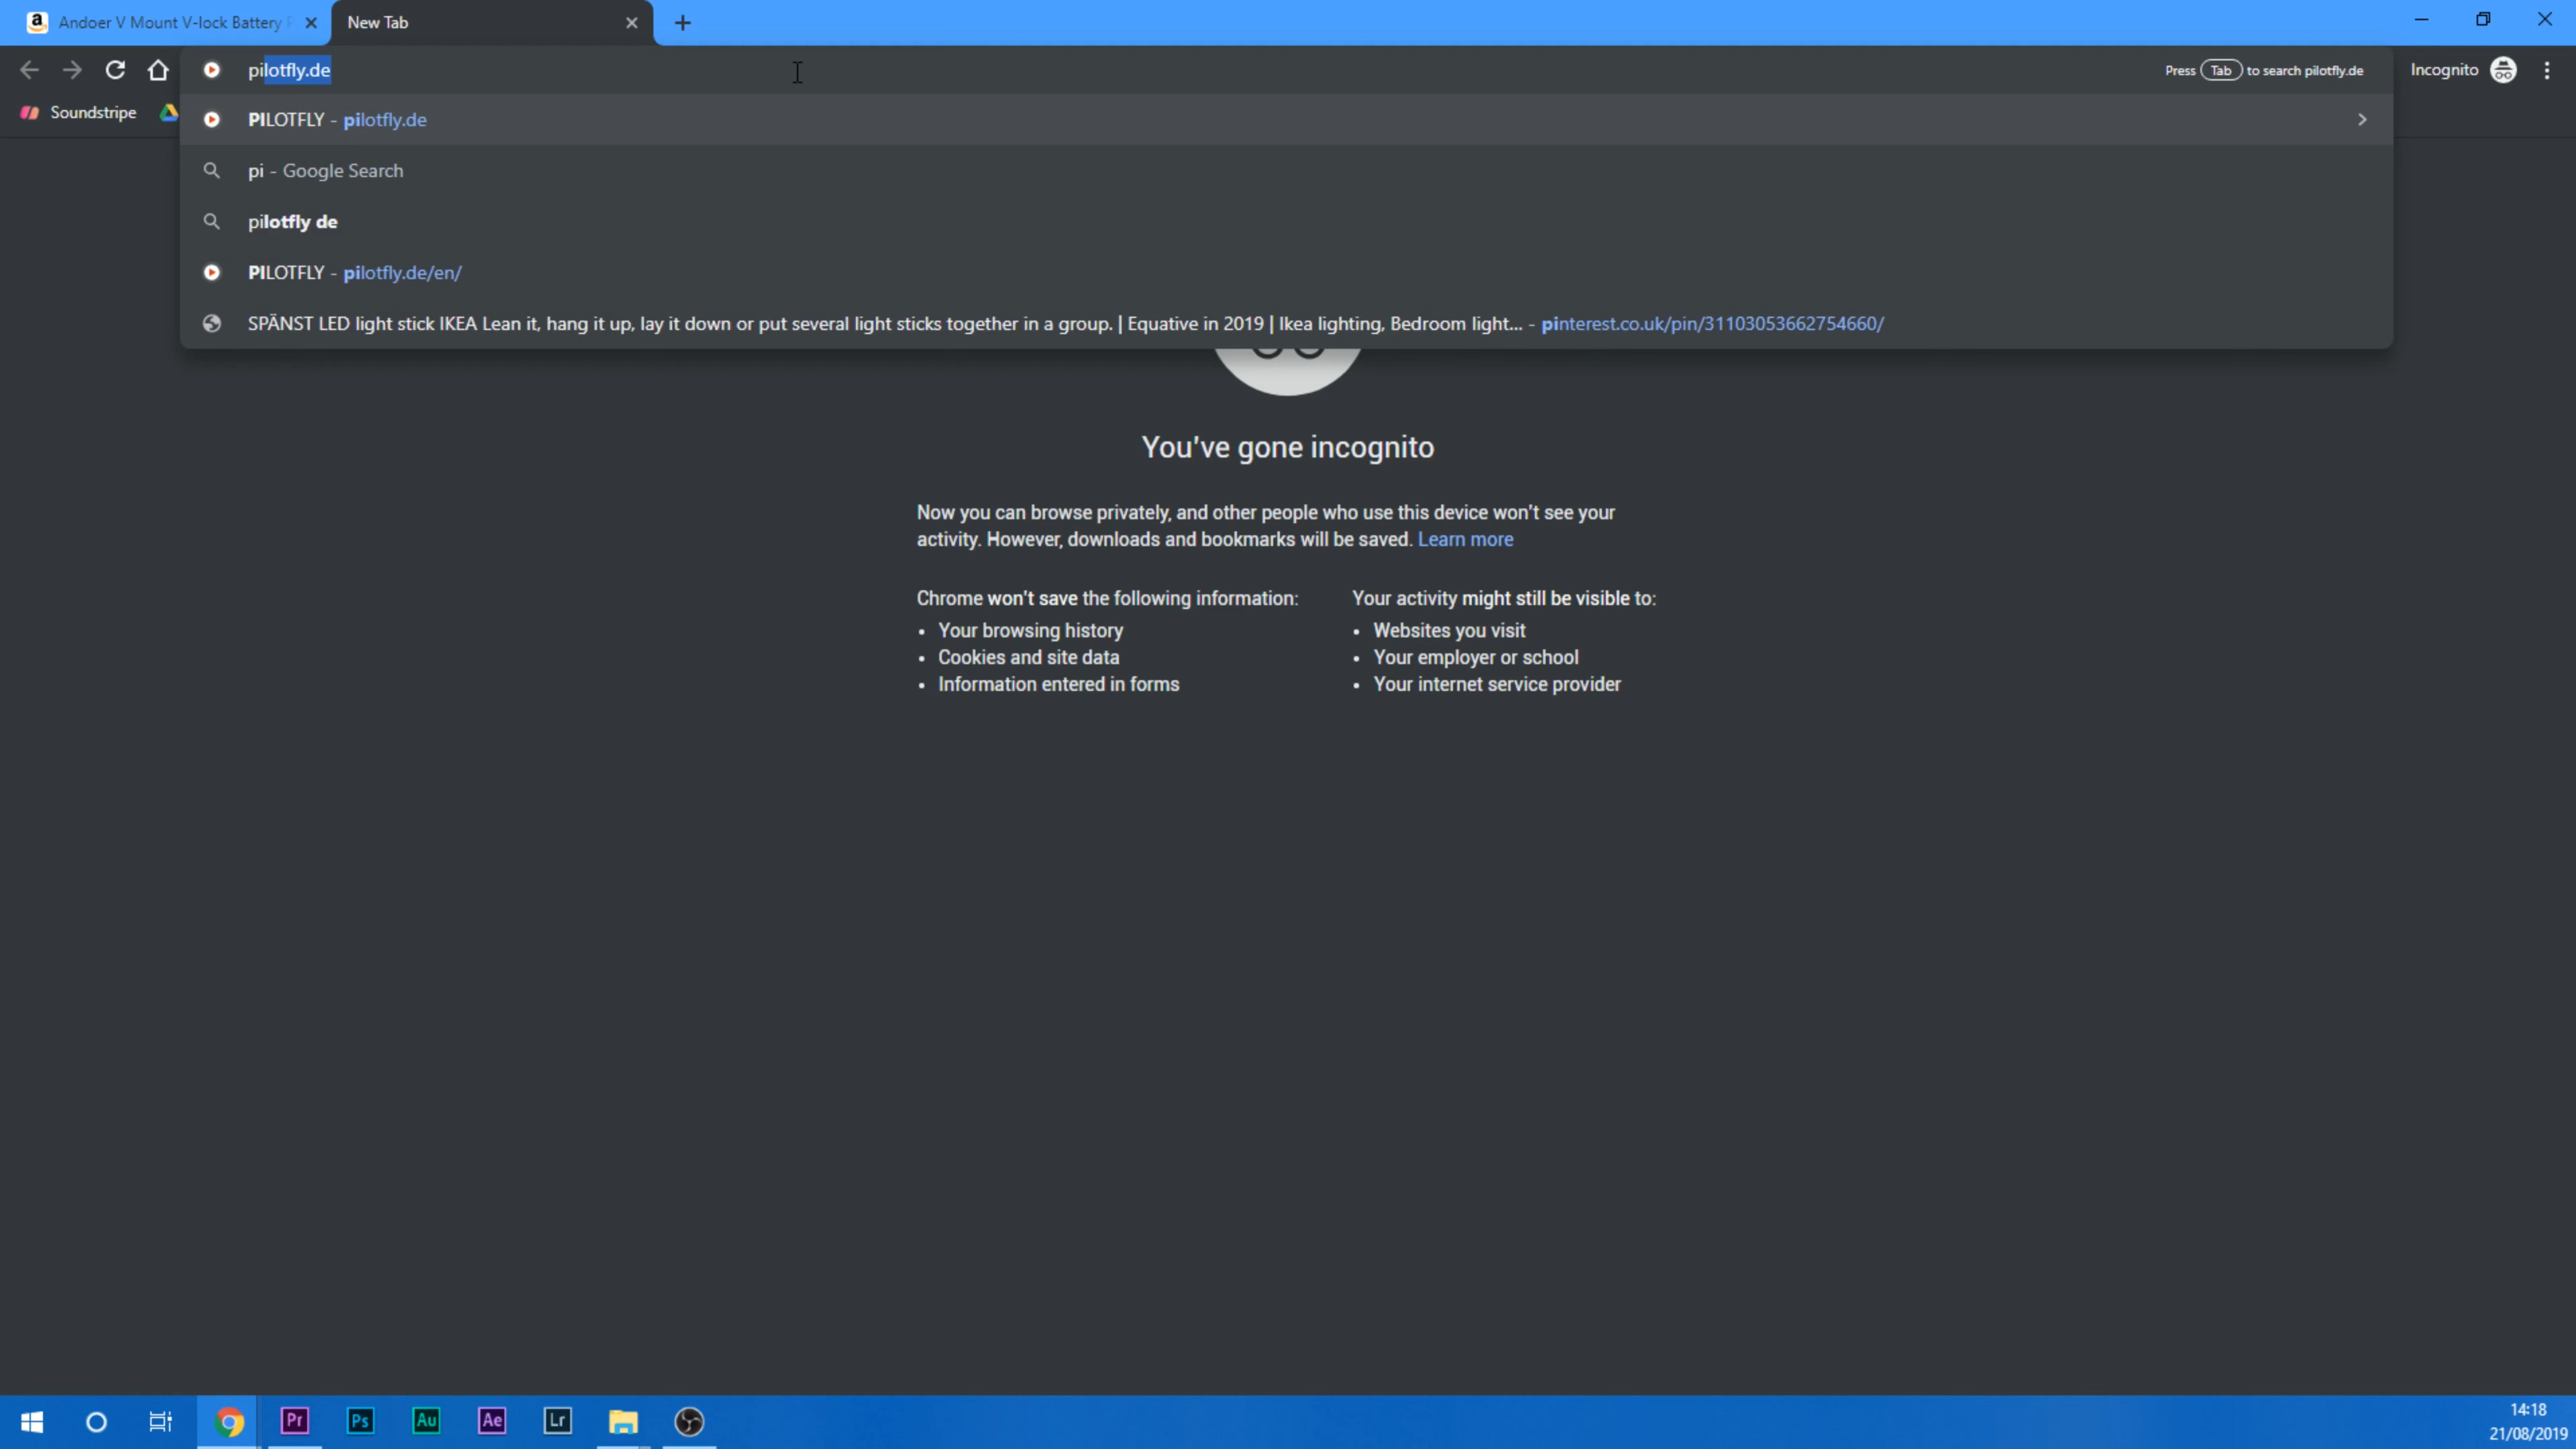 Andoer V Mount V-lock Battery
New Tab
pilotfly.de
Press Tab to search pilotfly.de
Incognito
Soundstripe
PILOTFLY - pilotfly.de
pi - Google Search
pilotfly de
PILOTFLY - pilotfly.de/en/
SPÄNST LED light stick IKEA Lean it, hang it up, lay it down or put several light sticks together in a group. | Equative in 2019 | Ikea lighting, Bedroom light... - pinterest.co.uk/pin/31103053662754660/
You've gone incognito
Now you can browse privately, and other people who use this device won't see your
activity. However, downloads and bookmarks will be saved. Learn more
Chrome won't save the following information:
• Your browsing history
• Cookies and site data
• Information entered in forms
Your activity might still be visible to:
• Websites you visit
• Your employer or school
• Your internet service provider
Pr
Ps
Au
Ae
Lr
14:18
21/08/2019